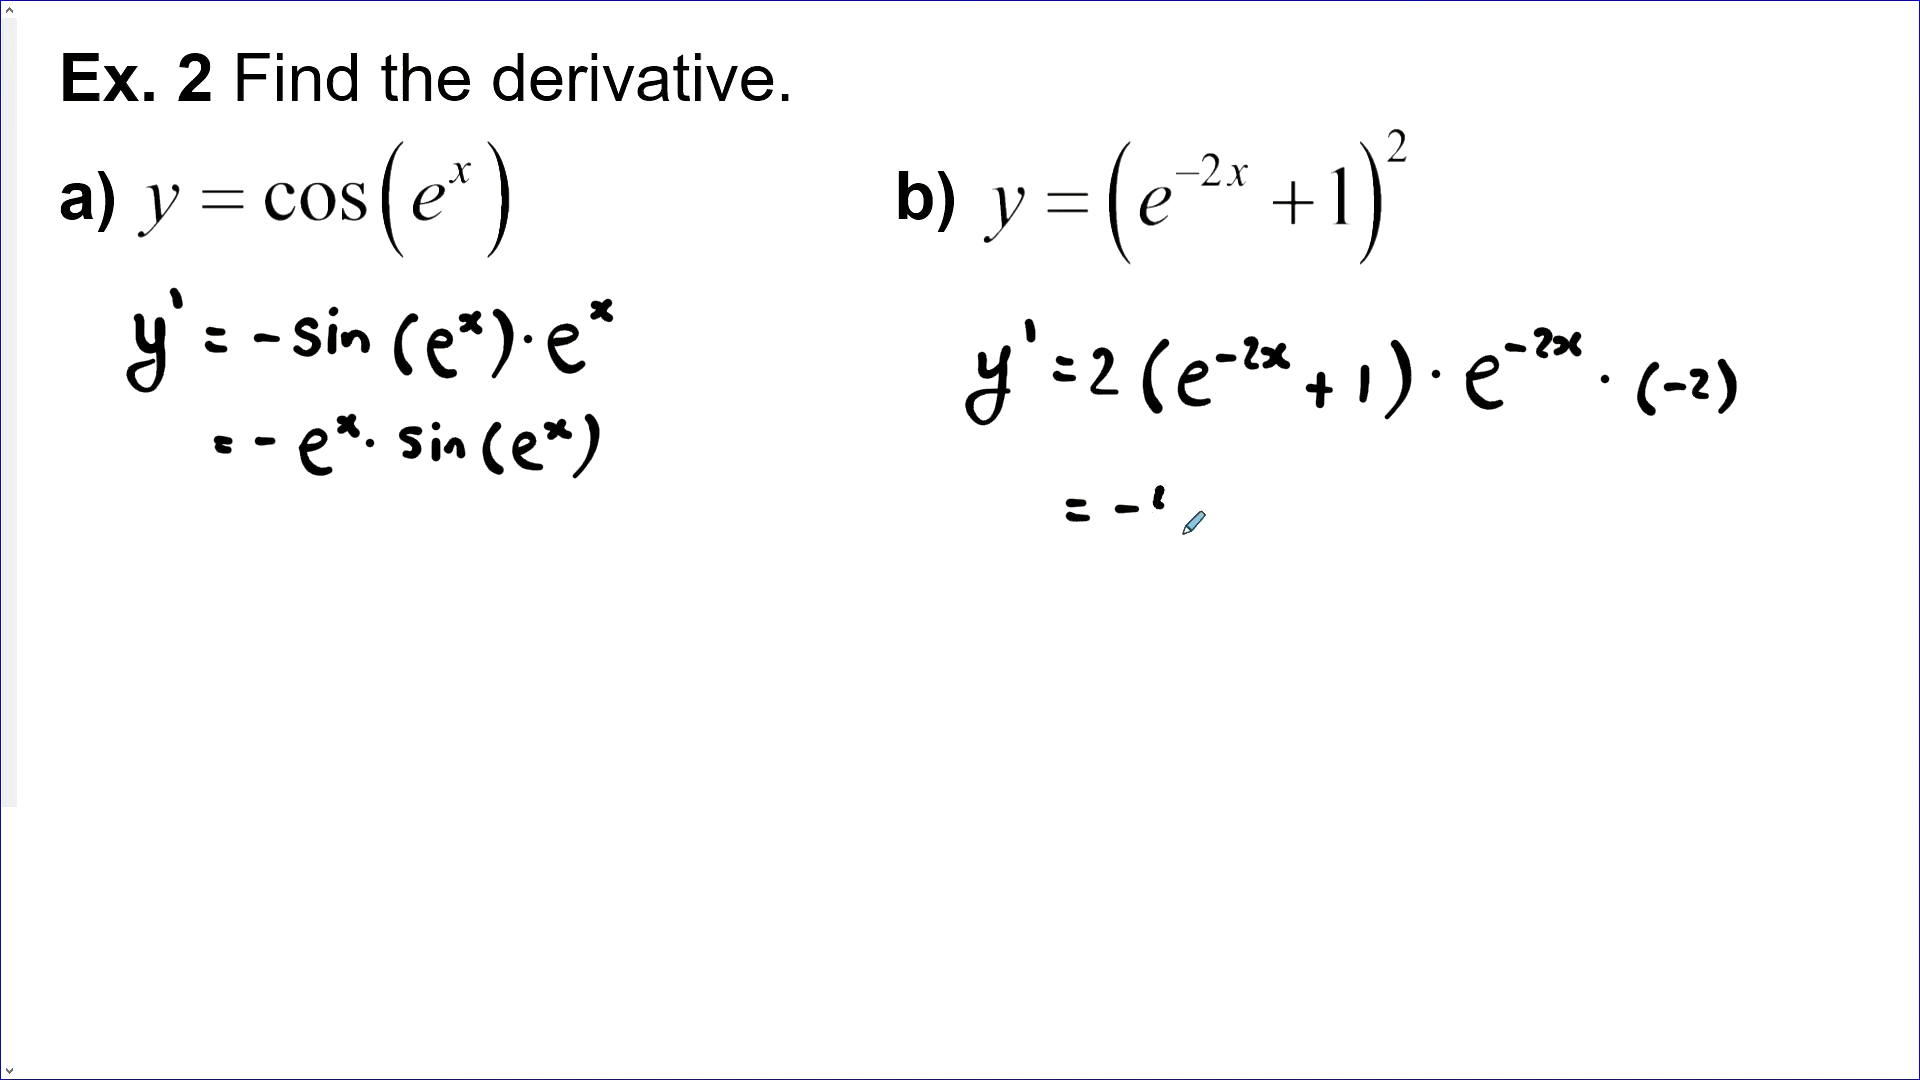 Ex. 2 Find the derivative.
a) y = cos(e^x)
y' = -sin(e^x)·e^x
= -e^x·sin(e^x)
b) y = (e^{-2x} + 1)^2
y' = 2(e^{-2x} + 1)·e^{-2x}·(-2)
= -